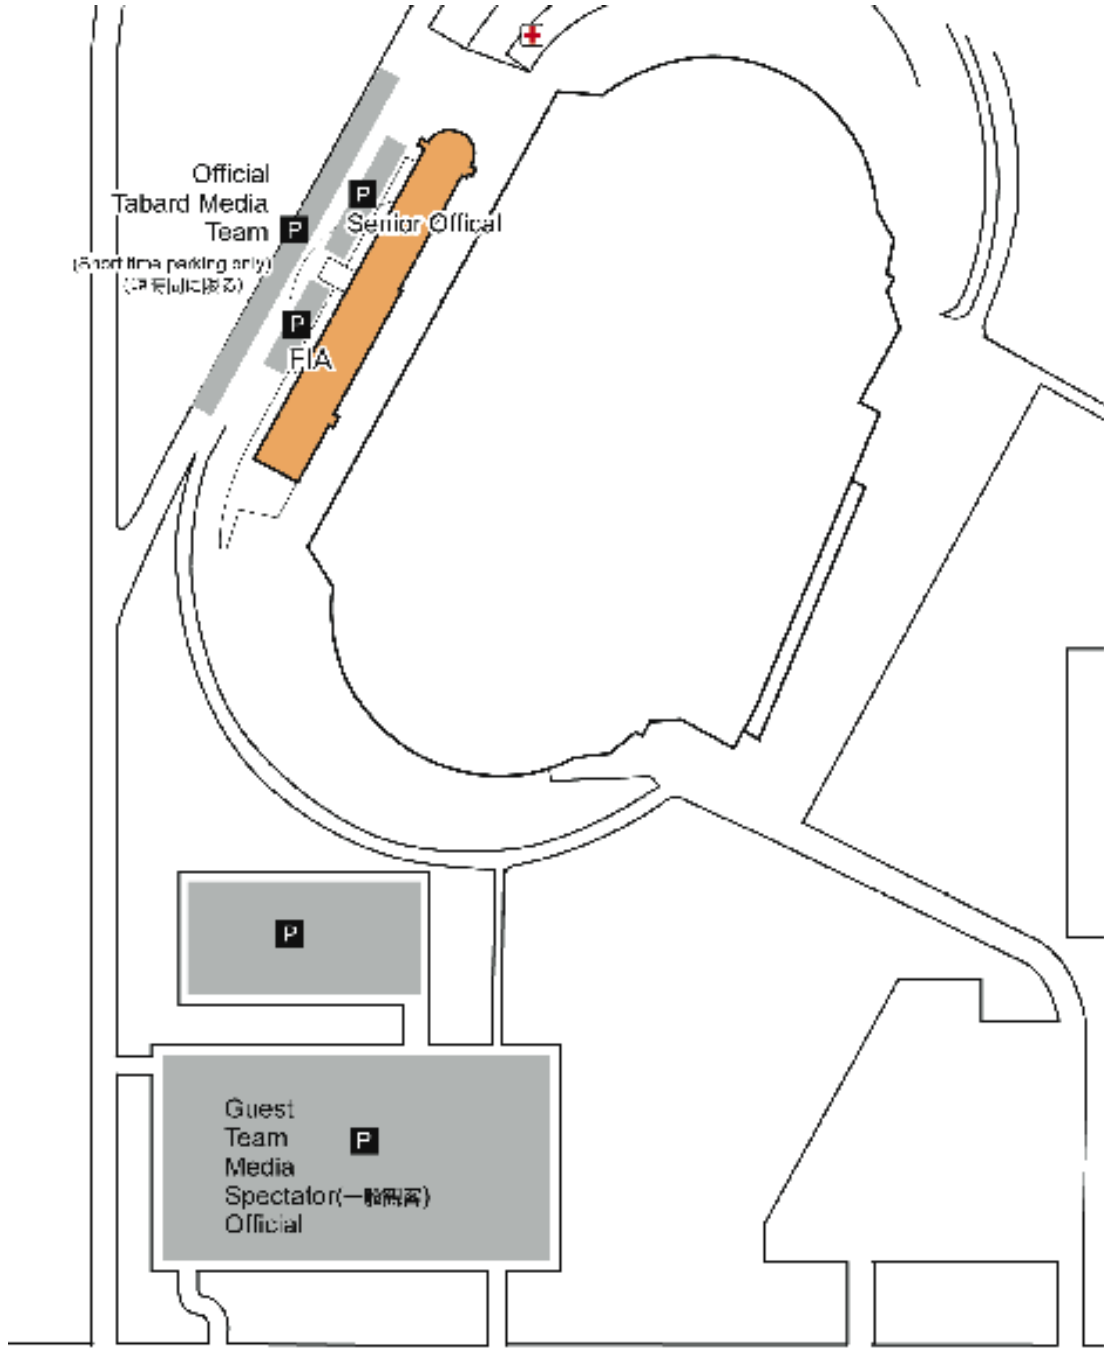 Official
Tabard Media
Team
P
(Short time parking only)
P
Senior Offical
P
FIA
P
Guest
Team
P
Media
Spectator(一般観客)
Official